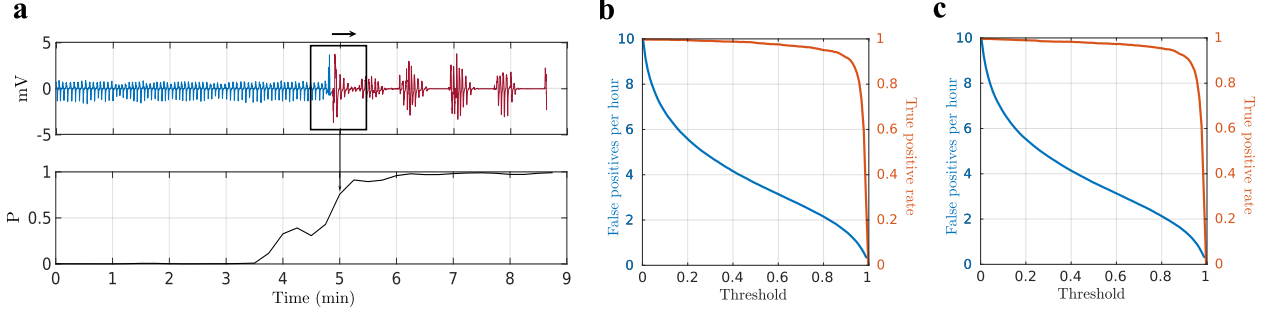 a
5
0
-5
mV
1
0.5
0
P
0 1 2 3 4 5 6 7 8 9
Time (min)
b
10
8
6
4
2
0
False positives per hour
1
0.8
0.6
0.4
0.2
0
True positive rate
0 0.2 0.4 0.6 0.8 1
Threshold
c
10
8
6
4
2
0
False positives per hour
1
0.8
0.6
0.4
0.2
0
True positive rate
0 0.2 0.4 0.6 0.8 1
Threshold